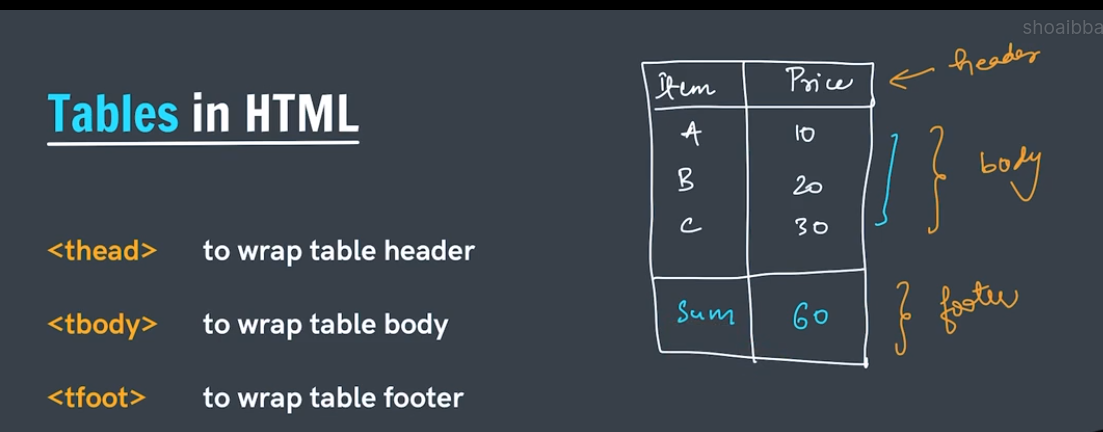 shoaibba
Tables in HTML
<thead> to wrap table header
<tbody> to wrap table body
<tfoot> to wrap table footer
Item Price
A 10
B 20
C 30
Sum 60
header
body
footer